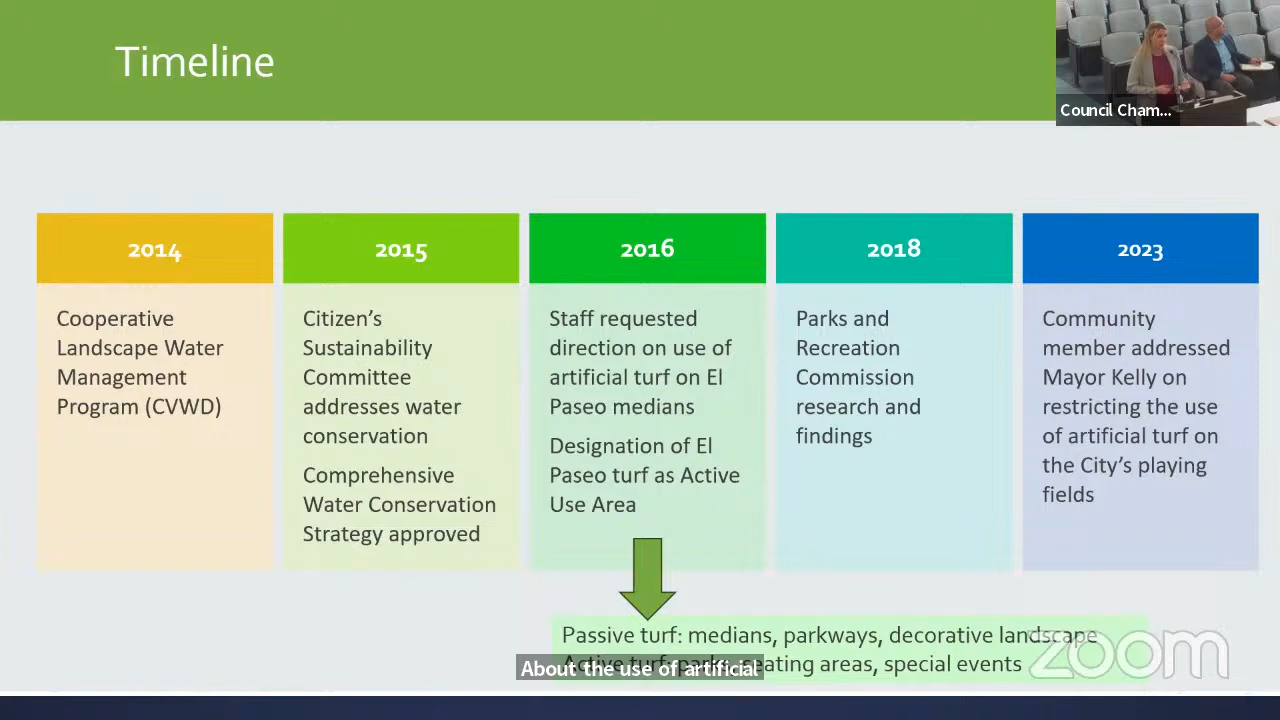 Timeline
Council Cham...
2014
Cooperative
Landscape Water
Management
Program (CVWD)
2015
Citizen's
Sustainability
Committee
addresses water
conservation
Comprehensive
Water Conservation
Strategy approved
2016
Staff requested
direction on use of
artificial turf on El
Paseo medians
Designation of El
Paseo turf as Active
Use Area
2018
Parks and
Recreation
Commission
research and
findings
2023
Community
member addressed
Mayor Kelly on
restricting the use
of artificial turf on
the City's playing
fields
Passive turf: medians, parkways, decorative landscape
Active turf: parks, seating areas, special events
About the use of artificial
zoom